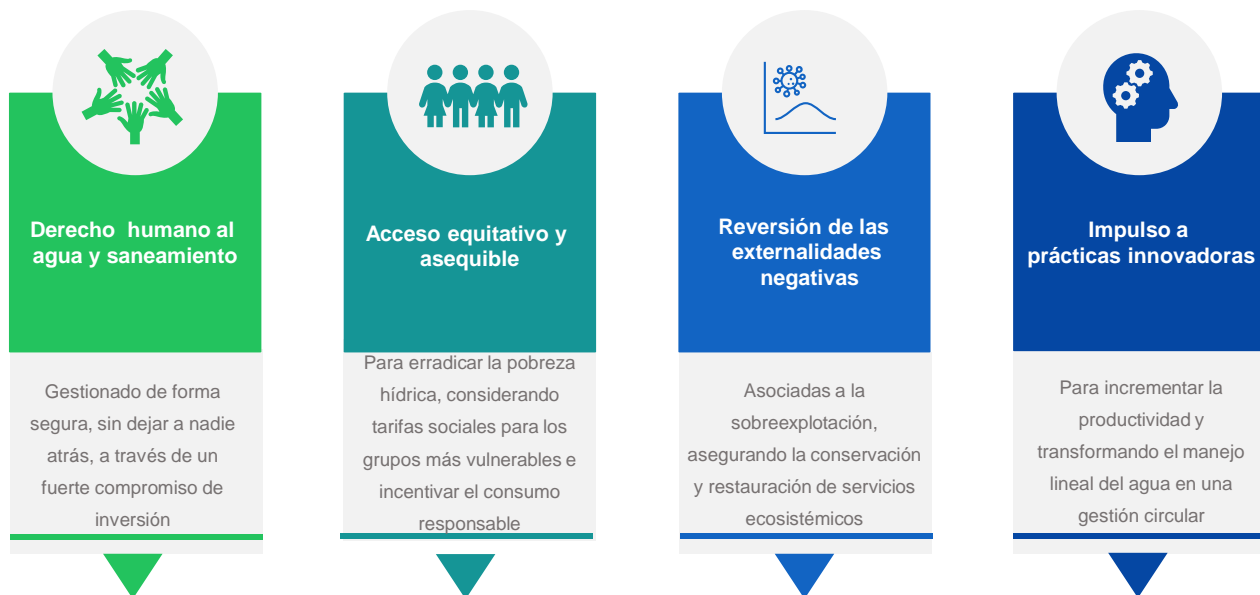 Derecho humano al
agua y saneamiento
Gestionado de forma
segura, sin dejar a nadie
atrás, a través de un
fuerte compromiso de
inversión
Acceso equitativo y
asequible
Para erradicar la pobreza
hídrica, considerando
tarifas sociales para los
grupos más vulnerables e
incentivar el consumo
responsable
Reversión de las
externalidades
negativas
Asociadas a la
sobreexplotación,
asegurando la conservación
y restauración de servicios
ecosistémicos
Impulso a
prácticas innovadoras
Para incrementar la
productividad y
transformando el manejo
lineal del agua en una
gestión circular